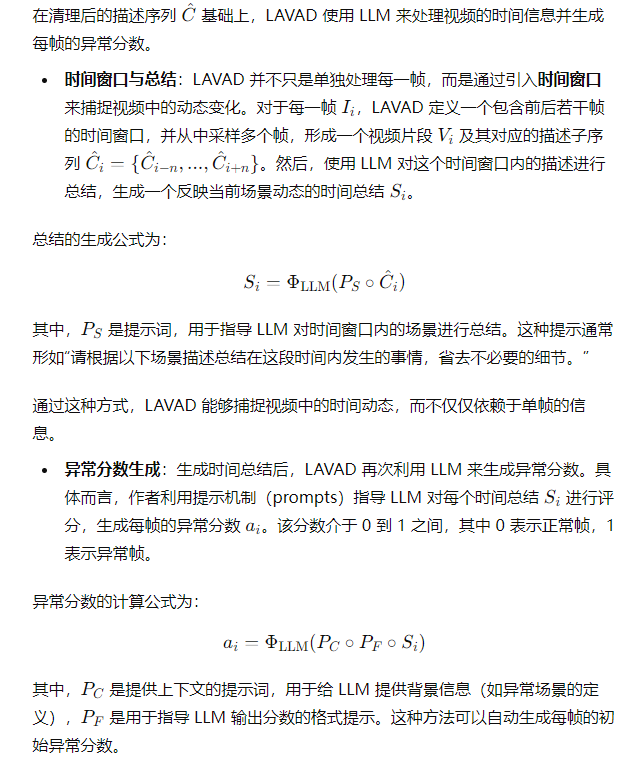 在清理后的描述序列 Ĉ 基础上，LAVAD 使用 LLM 来处理视频的时间信息并生成
每帧的异常分数。
• 时间窗口与总结：LAVAD 并不只是单独处理每一帧，而是通过引入时间窗口
来捕捉视频中的动态变化。对于每一帧 I_i，LAVAD 定义一个包含前后若干帧
的时间窗口，并从中采样多个帧，形成一个视频片段 V_i 及其对应的描述子序
列 Ĉ_i = {Ĉ_{i−n}, ..., Ĉ_{i+n}}。然后，使用 LLM 对这个时间窗口内的描述进行
总结，生成一个反映当前场景动态的时间总结 S_i。
总结的生成公式为：
S_i = Φ_LLM(P_S ∘ Ĉ_i)
其中，P_S 是提示词，用于指导 LLM 对时间窗口内的场景进行总结。这种提示通常
形如“请根据以下场景描述总结在这段时间内发生的事情，省去不必要的细节。”
通过这种方式，LAVAD 能够捕捉视频中的时间动态，而不仅仅依赖于单帧的信
息。
• 异常分数生成：生成时间总结后，LAVAD 再次利用 LLM 来生成异常分数。具
体而言，作者利用提示机制（prompts）指导 LLM 对每个时间总结 S_i 进行评
分，生成每帧的异常分数 a_i。该分数介于 0 到 1 之间，其中 0 表示正常帧，1
表示异常帧。
异常分数的计算公式为：
a_i = Φ_LLM(P_C ∘ P_F ∘ S_i)
其中，P_C 是提供上下文的提示词，用于给 LLM 提供背景信息（如异常场景的定
义），P_F 是用于指导 LLM 输出分数的格式提示。这种方法可以自动生成每帧的初
始异常分数。